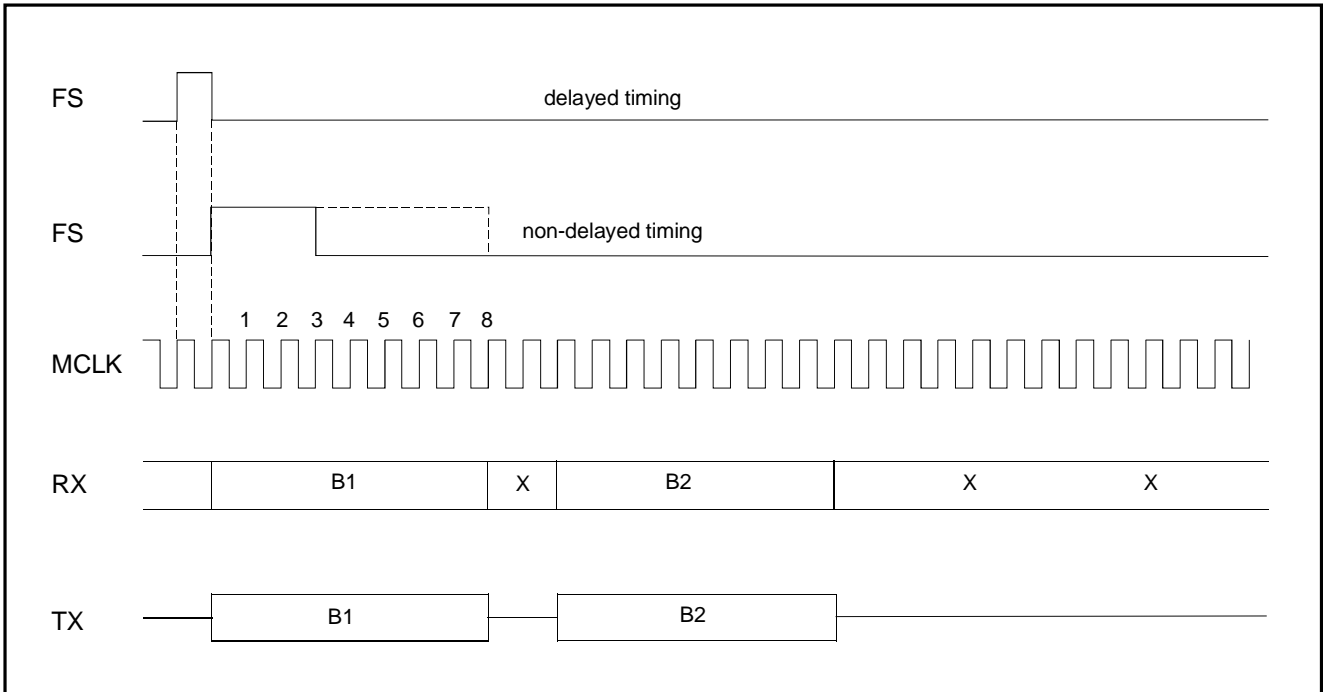 FS
delayed timing
FS
non-delayed timing
1 2 3 4 5 6 7 8
MCLK
RX
B1
X
B2
X
X
TX
B1
B2